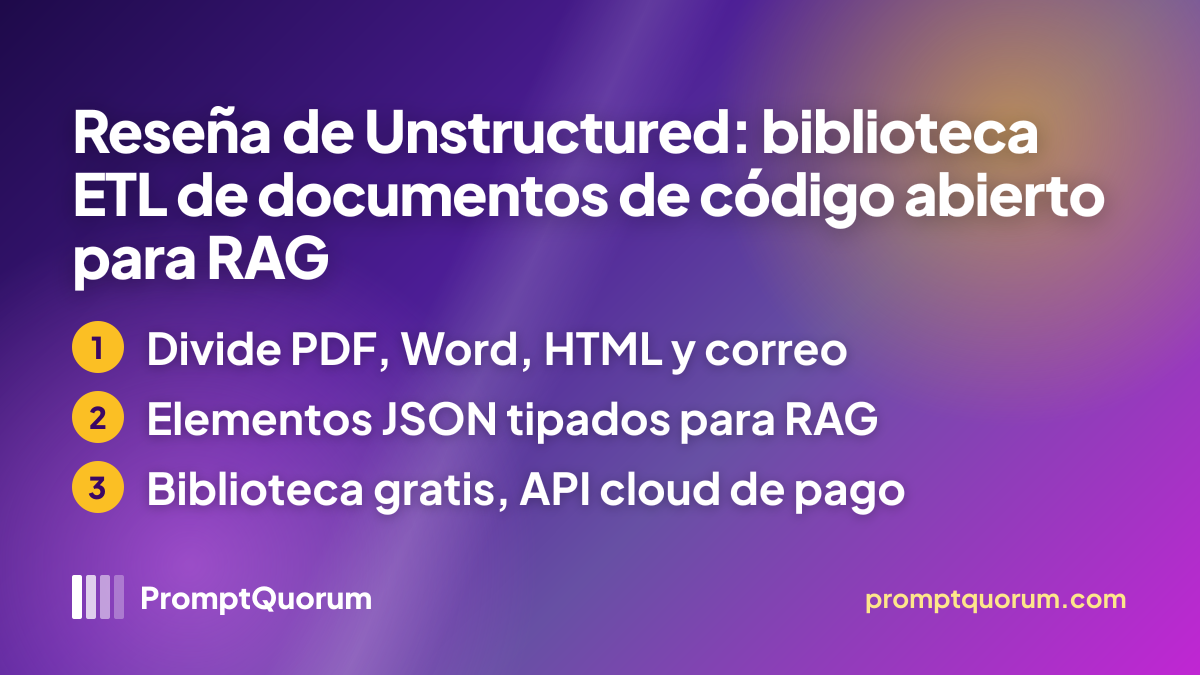 Reseña de Unstructured: biblioteca
ETL de documentos de código abierto
para RAG
1 Divide PDF, Word, HTML y correo
2 Elementos JSON tipados para RAG
3 Biblioteca gratis, API cloud de pago
PromptQuorum
promptquorum.com